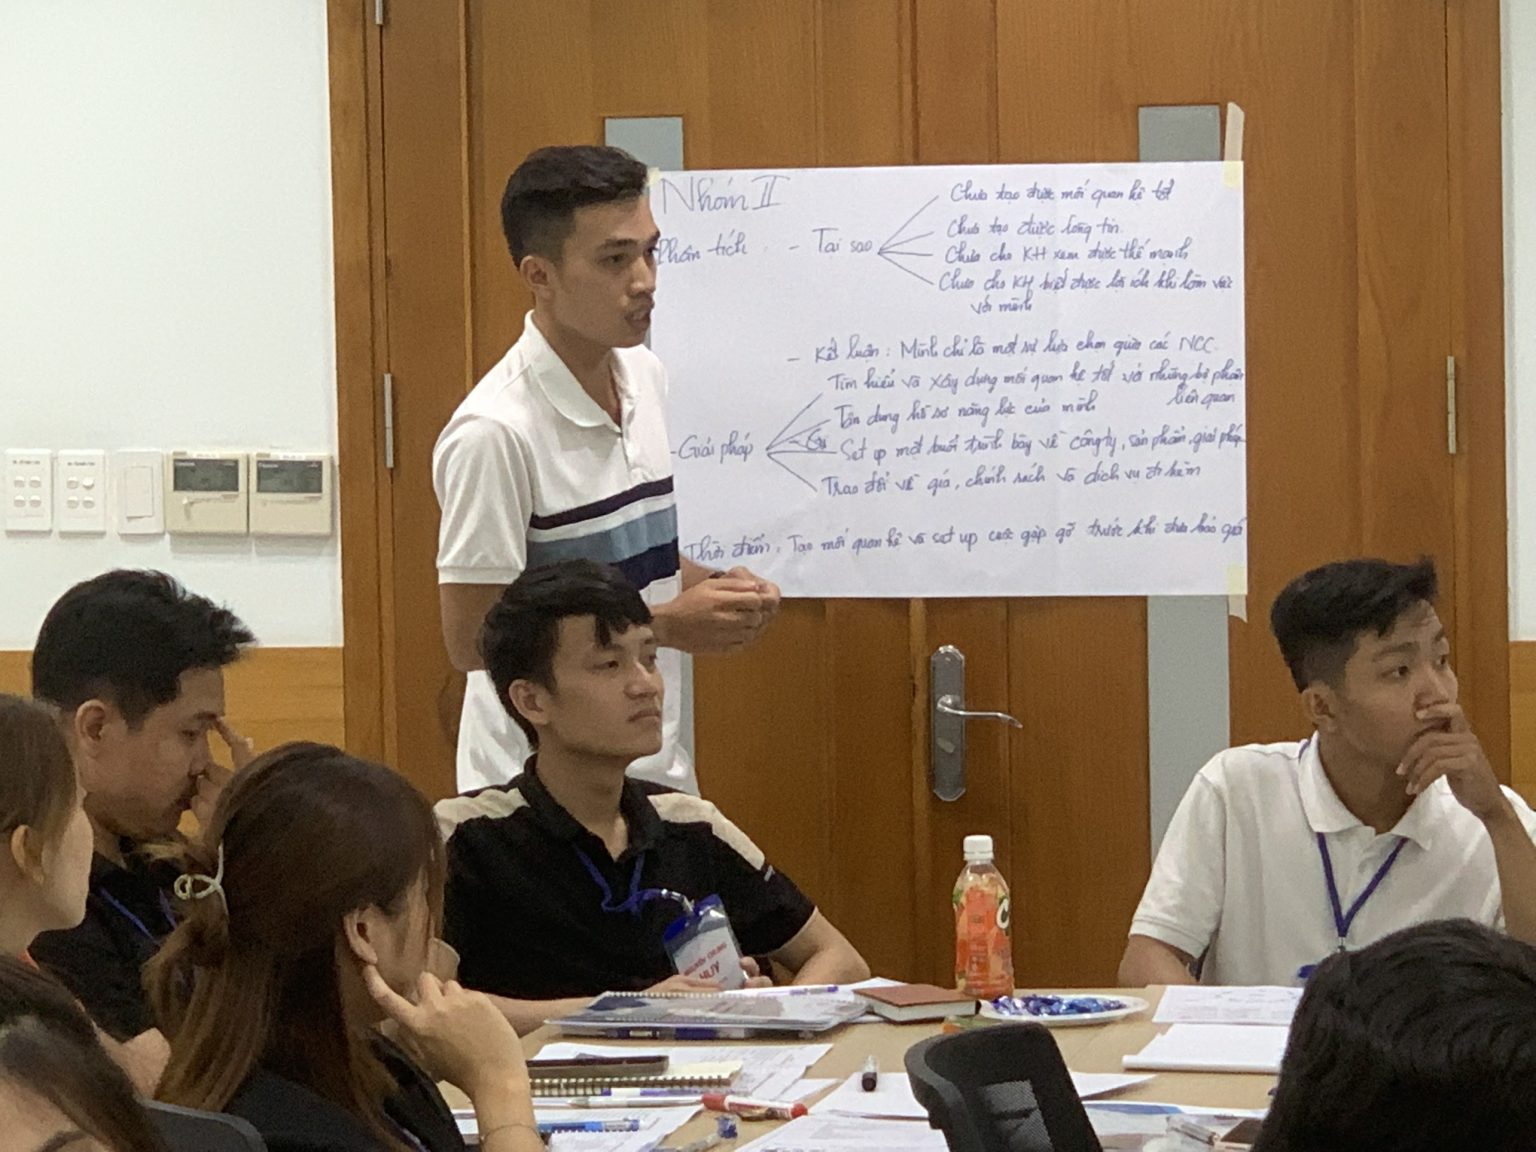 Nhóm II
Phân tích - Tại sao
Chưa tạo được mối quan hệ tốt
Chưa tạo được lòng tin.
Chưa cho KH xem được thế mạnh
Chưa cho KH biết được lợi ích khi làm việc
với mình
- Kết luận : Mình chỉ là một sự lựa chọn giữa các NCC.
- Giải pháp
Tìm hiểu và xây dựng mối quan hệ tốt với những bộ phận
liên quan
Tận dụng hồ sơ năng lực của mình
Set up một buổi trình bày về công ty, sản phẩm, giải pháp
Trao đổi về giá, chính sách và dịch vụ đi kèm
Thời điểm. Tạo mối quan hệ và set up cuộc gặp gỡ trước khi đưa báo giá
HUY